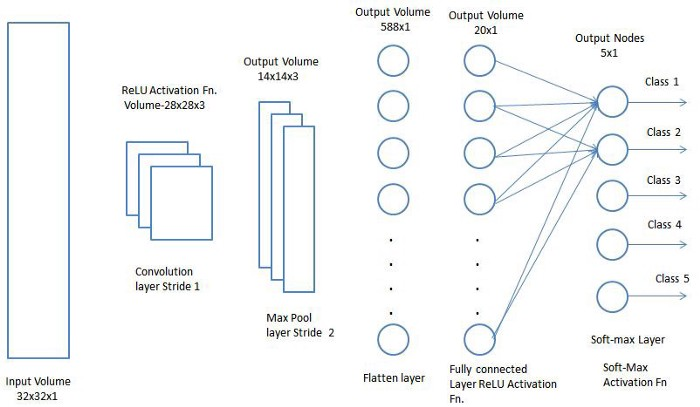 Output Volume
588x1
Output Volume
20x1
Output Nodes
5x1
Output Volume
14x14x3
ReLU Activation Fn.
Volume-28x28x3
Class 1
Class 2
Class 3
Class 4
Class 5
Convolution
layer Stride 1
Max Pool
layer Stride 2
Soft-max Layer
Soft-Max
Activation Fn
Flatten layer
Fully connected
Layer ReLU Activation
Fn.
Input Volume
32x32x1